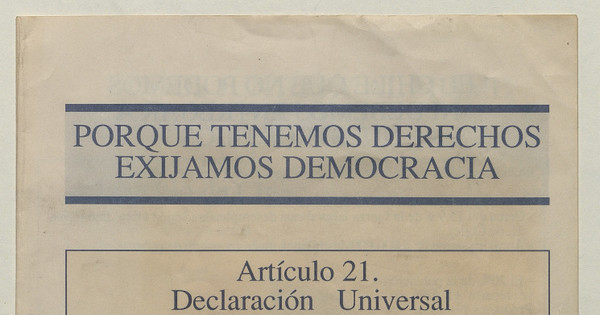 PORQUE TENEMOS DERECHOS
EXIJAMOS DEMOCRACIA
Artículo 21.
Declaración Universal